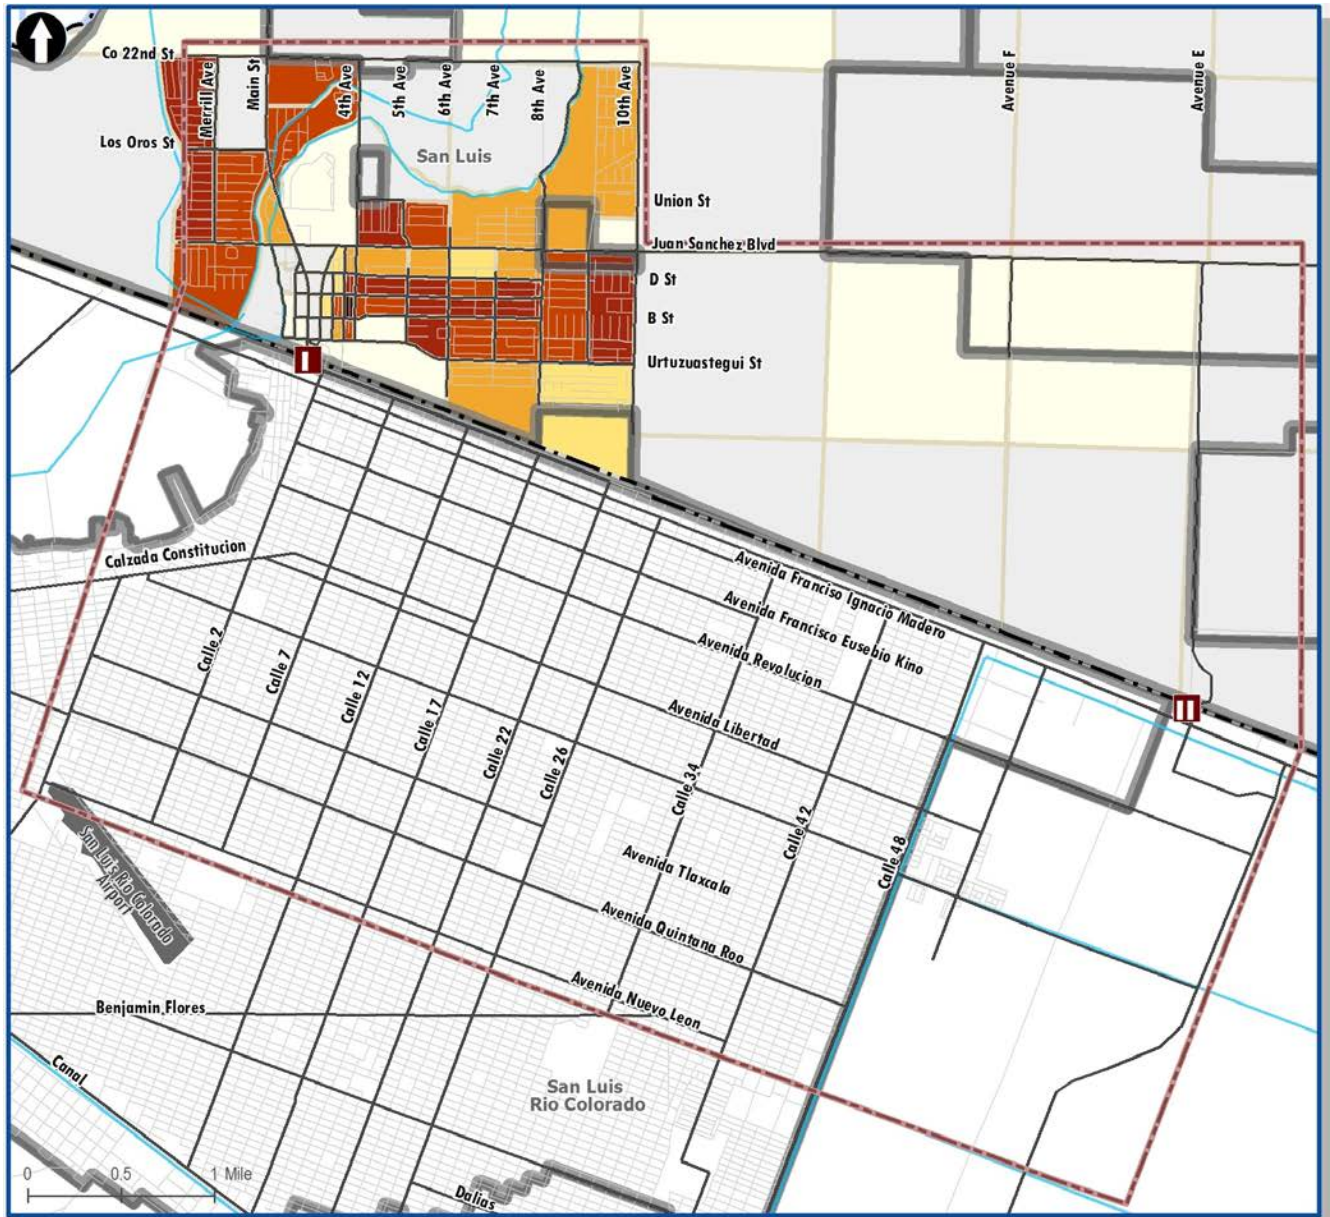 Co 22nd St
Merrill Ave
Main St
4th Ave
5th Ave
6th Ave
7th Ave
8th Ave
10th Ave
Avenue F
Avenue E
Los Oros St
San Luis
Union St
Juan Sanchez Blvd
D St
B St
Urtuzuastegui St
I
Calzada Constitucion
Avenida Franciso Ignacio Madero
Avenida Francisco Eusebio Kino
Avenida Revolucion
Avenida Libertad
II
Calle 2
Calle 7
Calle 12
Calle 17
Calle 22
Calle 26
Calle 34
Calle 42
Calle 48
San Luis Rio Colorado
Airport
Avenida Tlaxcala
Avenida Quintana Roo
Avenida Nuevo Leon
Benjamin Flores
Canal
San Luis
Rio Colorado
0 0.5 1 Mile
Dalias